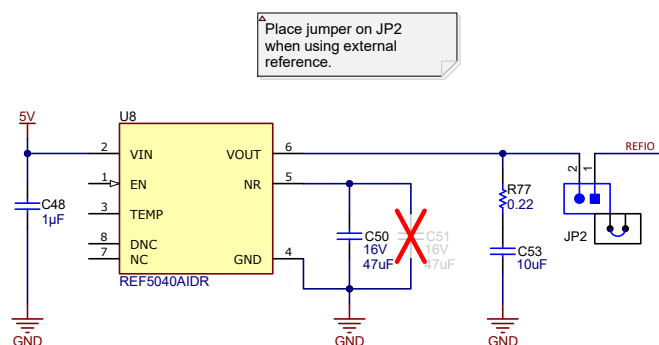 Place jumper on JP2
when using external
reference.
5V
U8
2
VIN
VOUT
6
1
EN
NR
5
3
TEMP
8
DNC
7
NC
GND
4
REF5040AIDR
C48
1µF
C50
16V
47uF
C51
16V
47uF
R77
0.22
C53
10uF
2
1
REFIO
JP2
GND
GND
GND